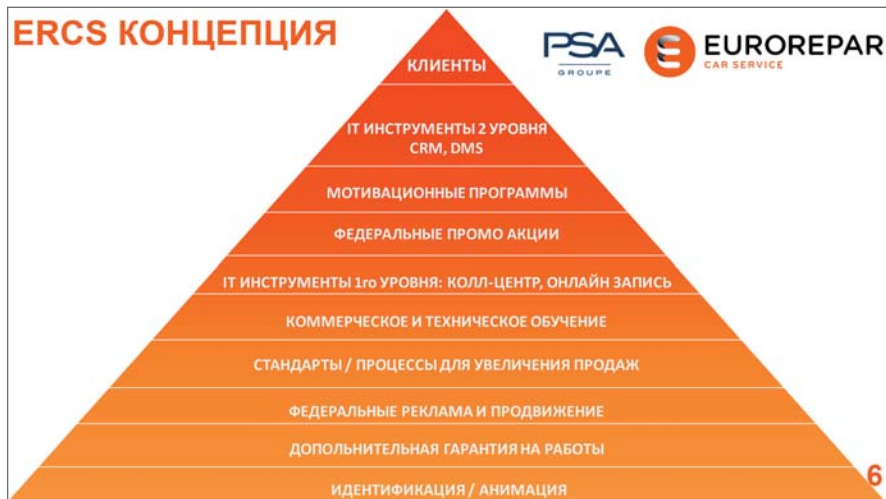 ERCS КОНЦЕПЦИЯ
PSA
GROUPE
EUROREPAR
CAR SERVICE
КЛИЕНТЫ
IT ИНСТРУМЕНТЫ 2 УРОВНЯ
CRM, DMS
МОТИВАЦИОННЫЕ ПРОГРАММЫ
ФЕДЕРАЛЬНЫЕ ПРОМО АКЦИИ
IT ИНСТРУМЕНТЫ 1го УРОВНЯ: КОЛЛ-ЦЕНТР, ОНЛАЙН ЗАПИСЬ
КОММЕРЧЕСКОЕ И ТЕХНИЧЕСКОЕ ОБУЧЕНИЕ
СТАНДАРТЫ / ПРОЦЕССЫ ДЛЯ УВЕЛИЧЕНИЯ ПРОДАЖ
ФЕДЕРАЛЬНЫЕ РЕКЛАМА И ПРОДВИЖЕНИЕ
ДОПОЛЬНИТЕЛЬНАЯ ГАРАНТИЯ НА РАБОТЫ
ИДЕНТИФИКАЦИЯ / АНИМАЦИЯ
6